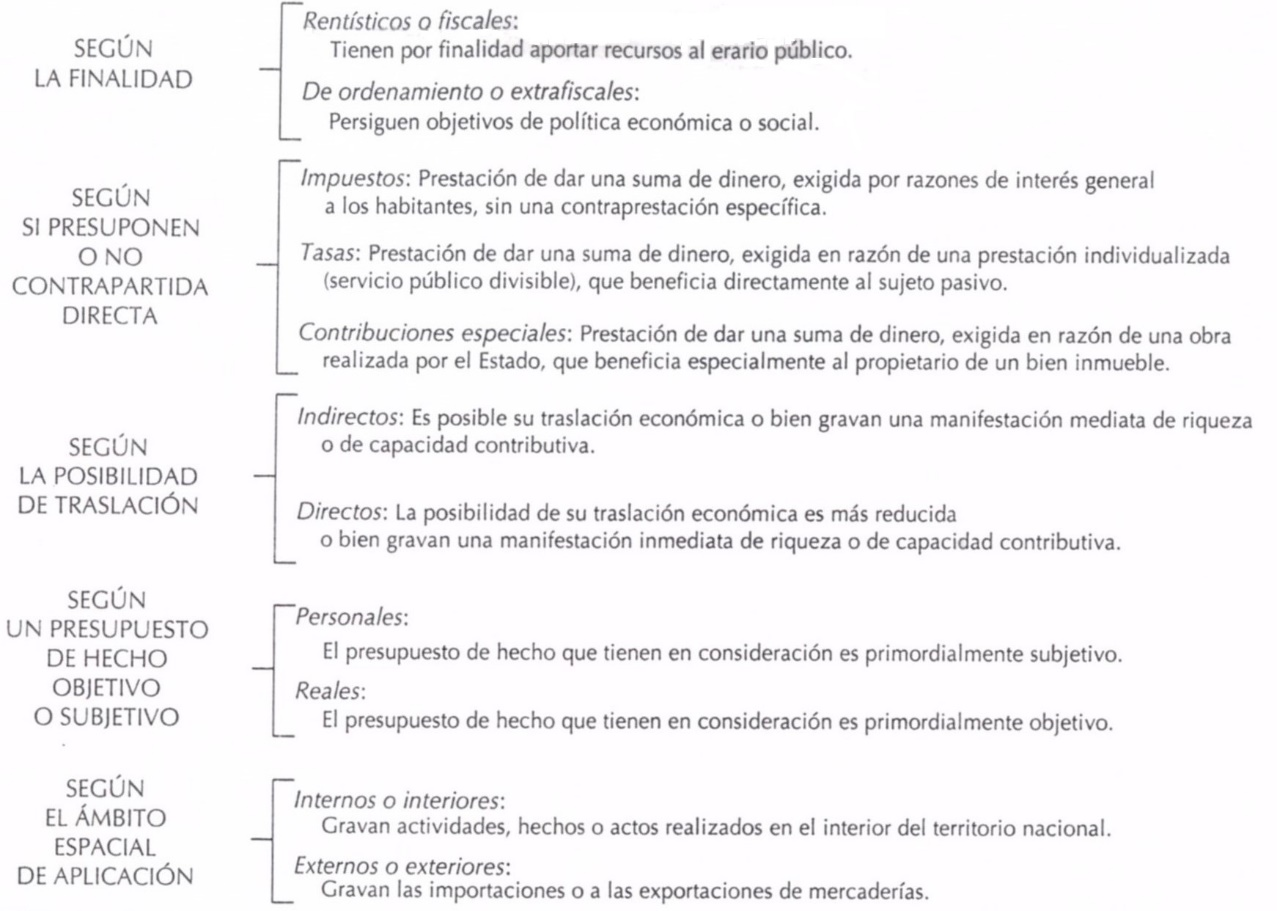 SEGÚN
LA FINALIDAD
Rentísticos o fiscales:
Tienen por finalidad aportar recursos al erario público.
De ordenamiento o extrafiscales:
Persiguen objetivos de política económica o social.
SEGÚN
SI PRESUPONEN
O NO
CONTRAPARTIDA
DIRECTA
Impuestos: Prestación de dar una suma de dinero, exigida por razones de interés general
a los habitantes, sin una contraprestación específica.
Tasas: Prestación de dar una suma de dinero, exigida en razón de una prestación individualizada
(servicio público divisible), que beneficia directamente al sujeto pasivo.
Contribuciones especiales: Prestación de dar una suma de dinero, exigida en razón de una obra
realizada por el Estado, que beneficia especialmente al propietario de un bien inmueble.
SEGÚN
LA POSIBILIDAD
DE TRASLACIÓN
Indirectos: Es posible su traslación económica o bien gravan una manifestación mediata de riqueza
o de capacidad contributiva.
Directos: La posibilidad de su traslación económica es más reducida
o bien gravan una manifestación inmediata de riqueza o de capacidad contributiva.
SEGÚN
UN PRESUPUESTO
DE HECHO
OBJETIVO
O SUBJETIVO
Personales:
El presupuesto de hecho que tienen en consideración es primordialmente subjetivo.
Reales:
El presupuesto de hecho que tienen en consideración es primordialmente objetivo.
SEGÚN
EL ÁMBITO
ESPACIAL
DE APLICACIÓN
Internos o interiores:
Gravan actividades, hechos o actos realizados en el interior del territorio nacional.
Externos o exteriores:
Gravan las importaciones o a las exportaciones de mercaderías.